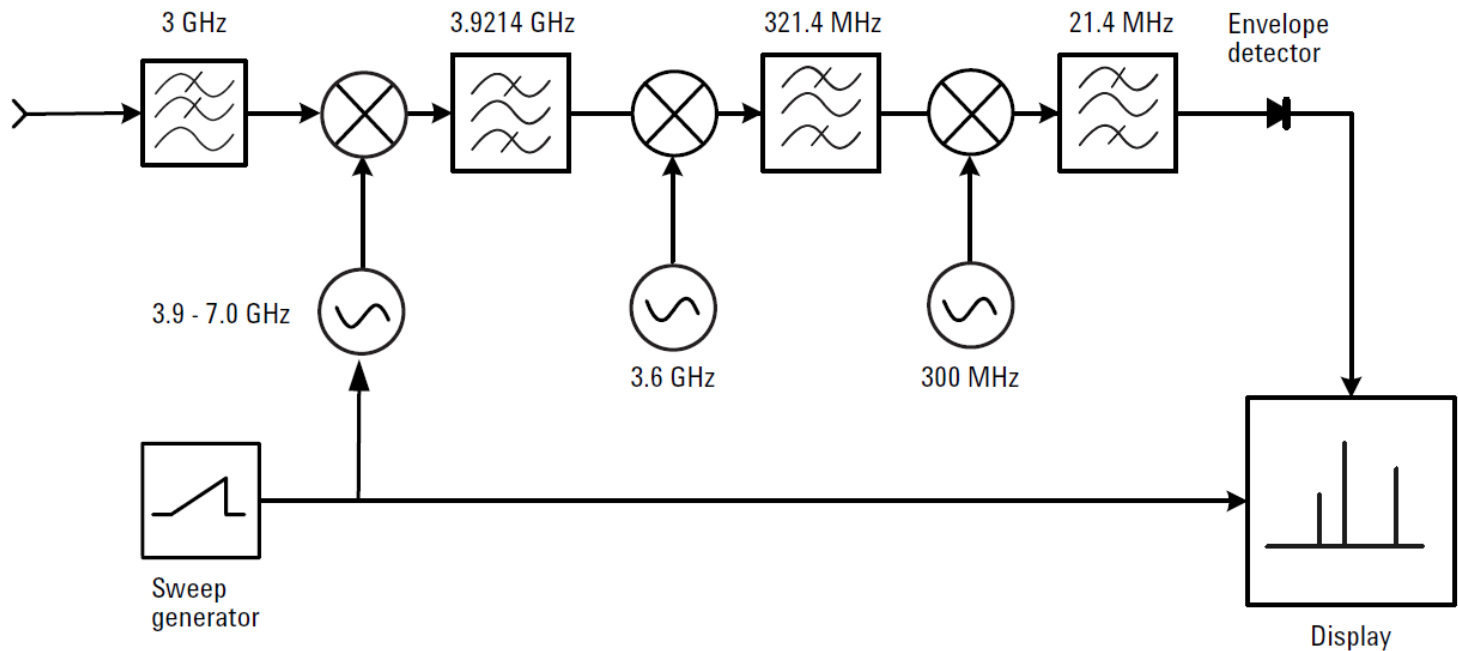 3 GHz
3.9214 GHz
321.4 MHz
21.4 MHz
Envelope
detector
3.9 - 7.0 GHz
3.6 GHz
300 MHz
Sweep
generator
Display